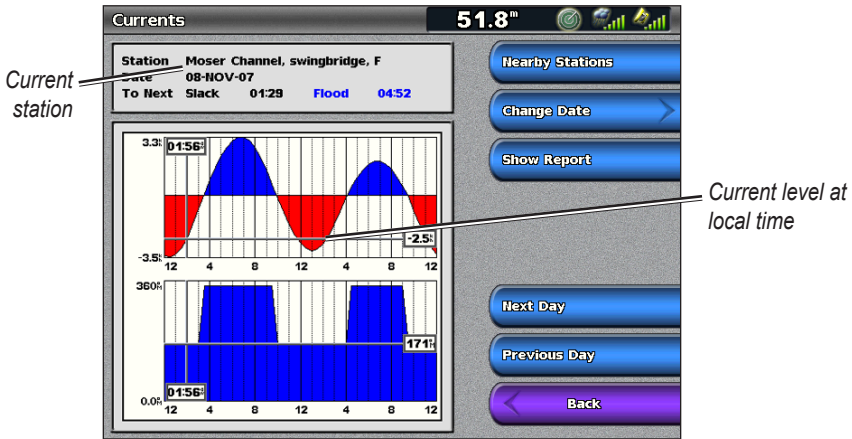 Currents
51.8"
Current station
Station Moser Channel, swingbridge, F
Date 08-NOV-07
To Next Slack 01:29 Flood 04:52
Nearby Stations
Change Date
Show Report
3.3
01:56
-2.5
-3.5
12 4 8 12 4 8 12
Current level at local time
360
171
01:56
0.0
12 4 8 12 4 8 12
Next Day
Previous Day
Back